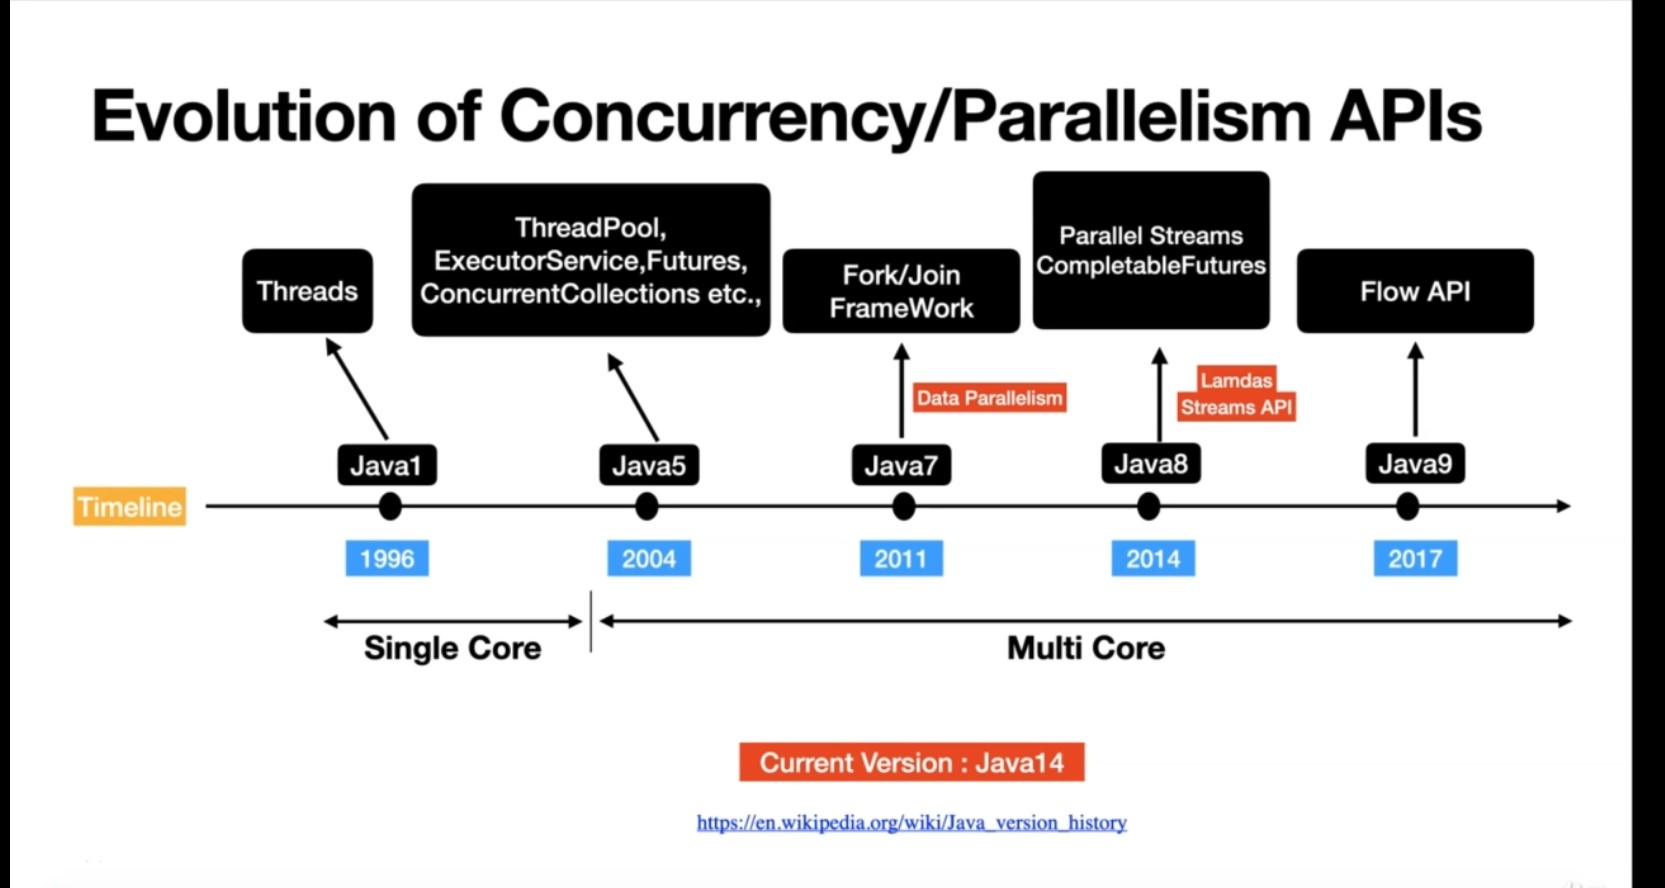 Evolution of Concurrency/Parallelism APIs
Threads
ThreadPool,
ExecutorService,Futures,
ConcurrentCollections etc.,
Fork/Join
FrameWork
Parallel Streams
CompletableFutures
Flow API
Data Parallelism
Lamdas
Streams API
Java1
Java5
Java7
Java8
Java9
Timeline
1996
2004
2011
2014
2017
Single Core
Multi Core
Current Version : Java14
https://en.wikipedia.org/wiki/Java_version_history